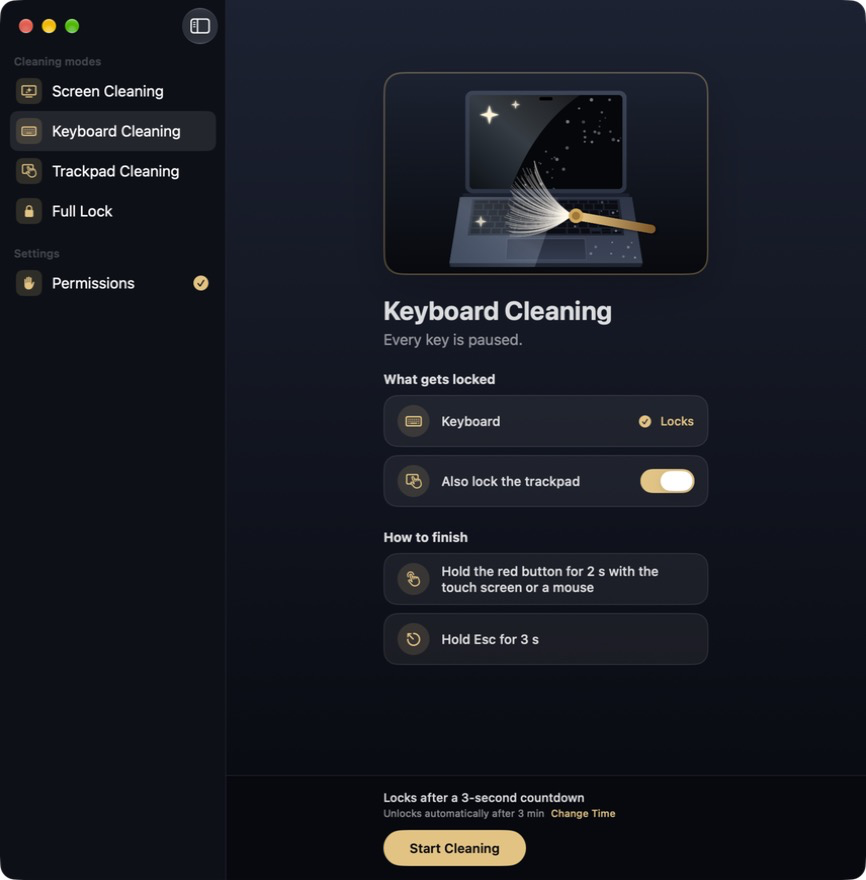 Cleaning modes
Screen Cleaning
Keyboard Cleaning
Trackpad Cleaning
Full Lock
Settings
Permissions
Keyboard Cleaning
Every key is paused.
What gets locked
Keyboard
Locks
Also lock the trackpad
How to finish
Hold the red button for 2 s with the
touch screen or a mouse
Hold Esc for 3 s
Locks after a 3-second countdown
Unlocks automatically after 3 min Change Time
Start Cleaning